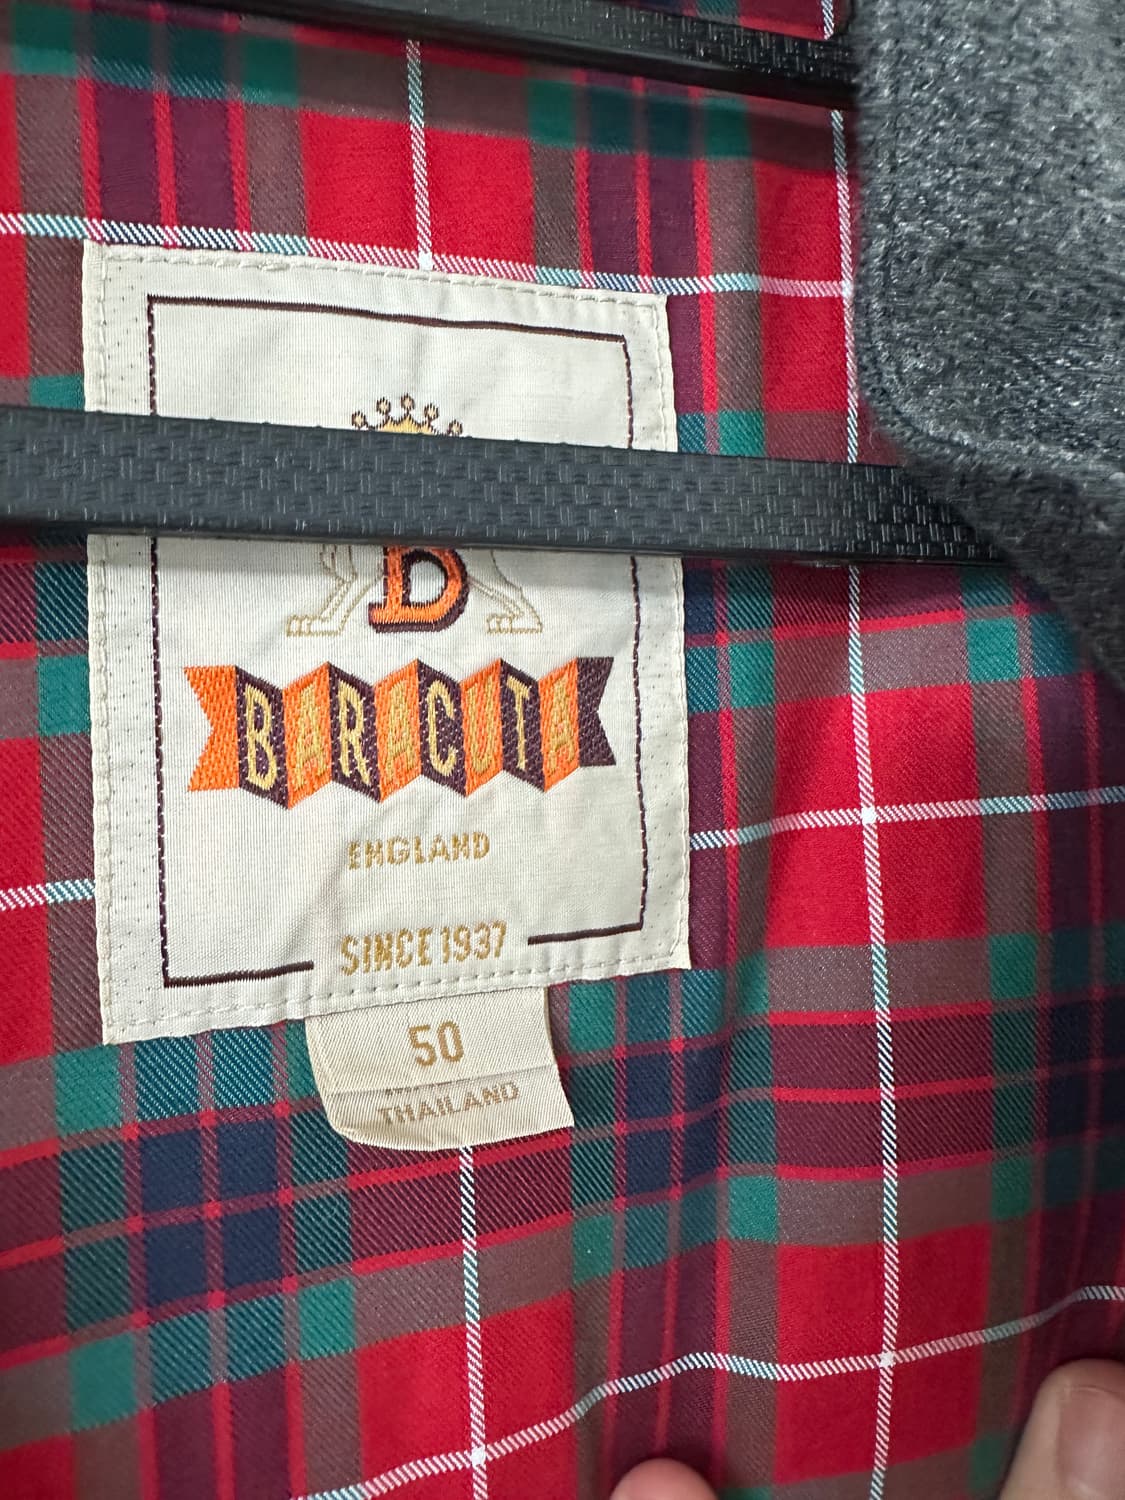 B
BARACUTA
ENGLAND
SINCE 1937
50
THAILAND